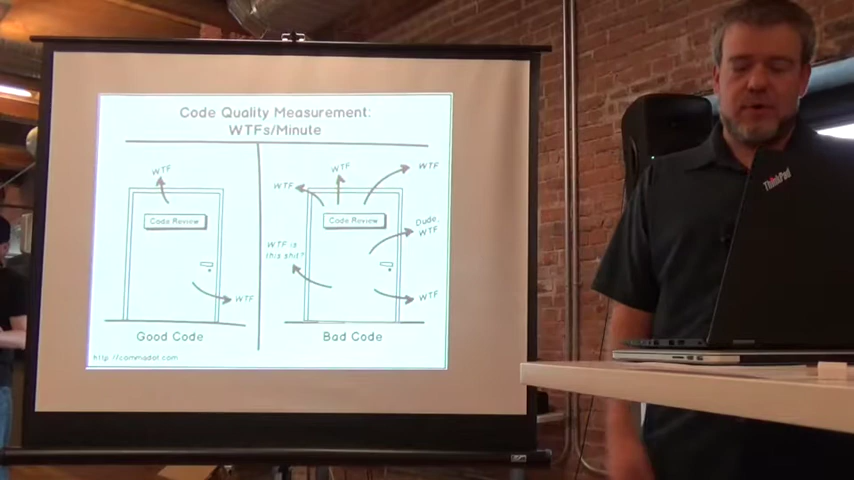 Code Quality Measurement:
WTFs/Minute
WTF
Code Review
WTF
Good Code
WTF
WTF
WTF
Code Review
Dude,
WTF
WTF is
this shit?
WTF
Bad Code
http://commadot.com
ThinkPad